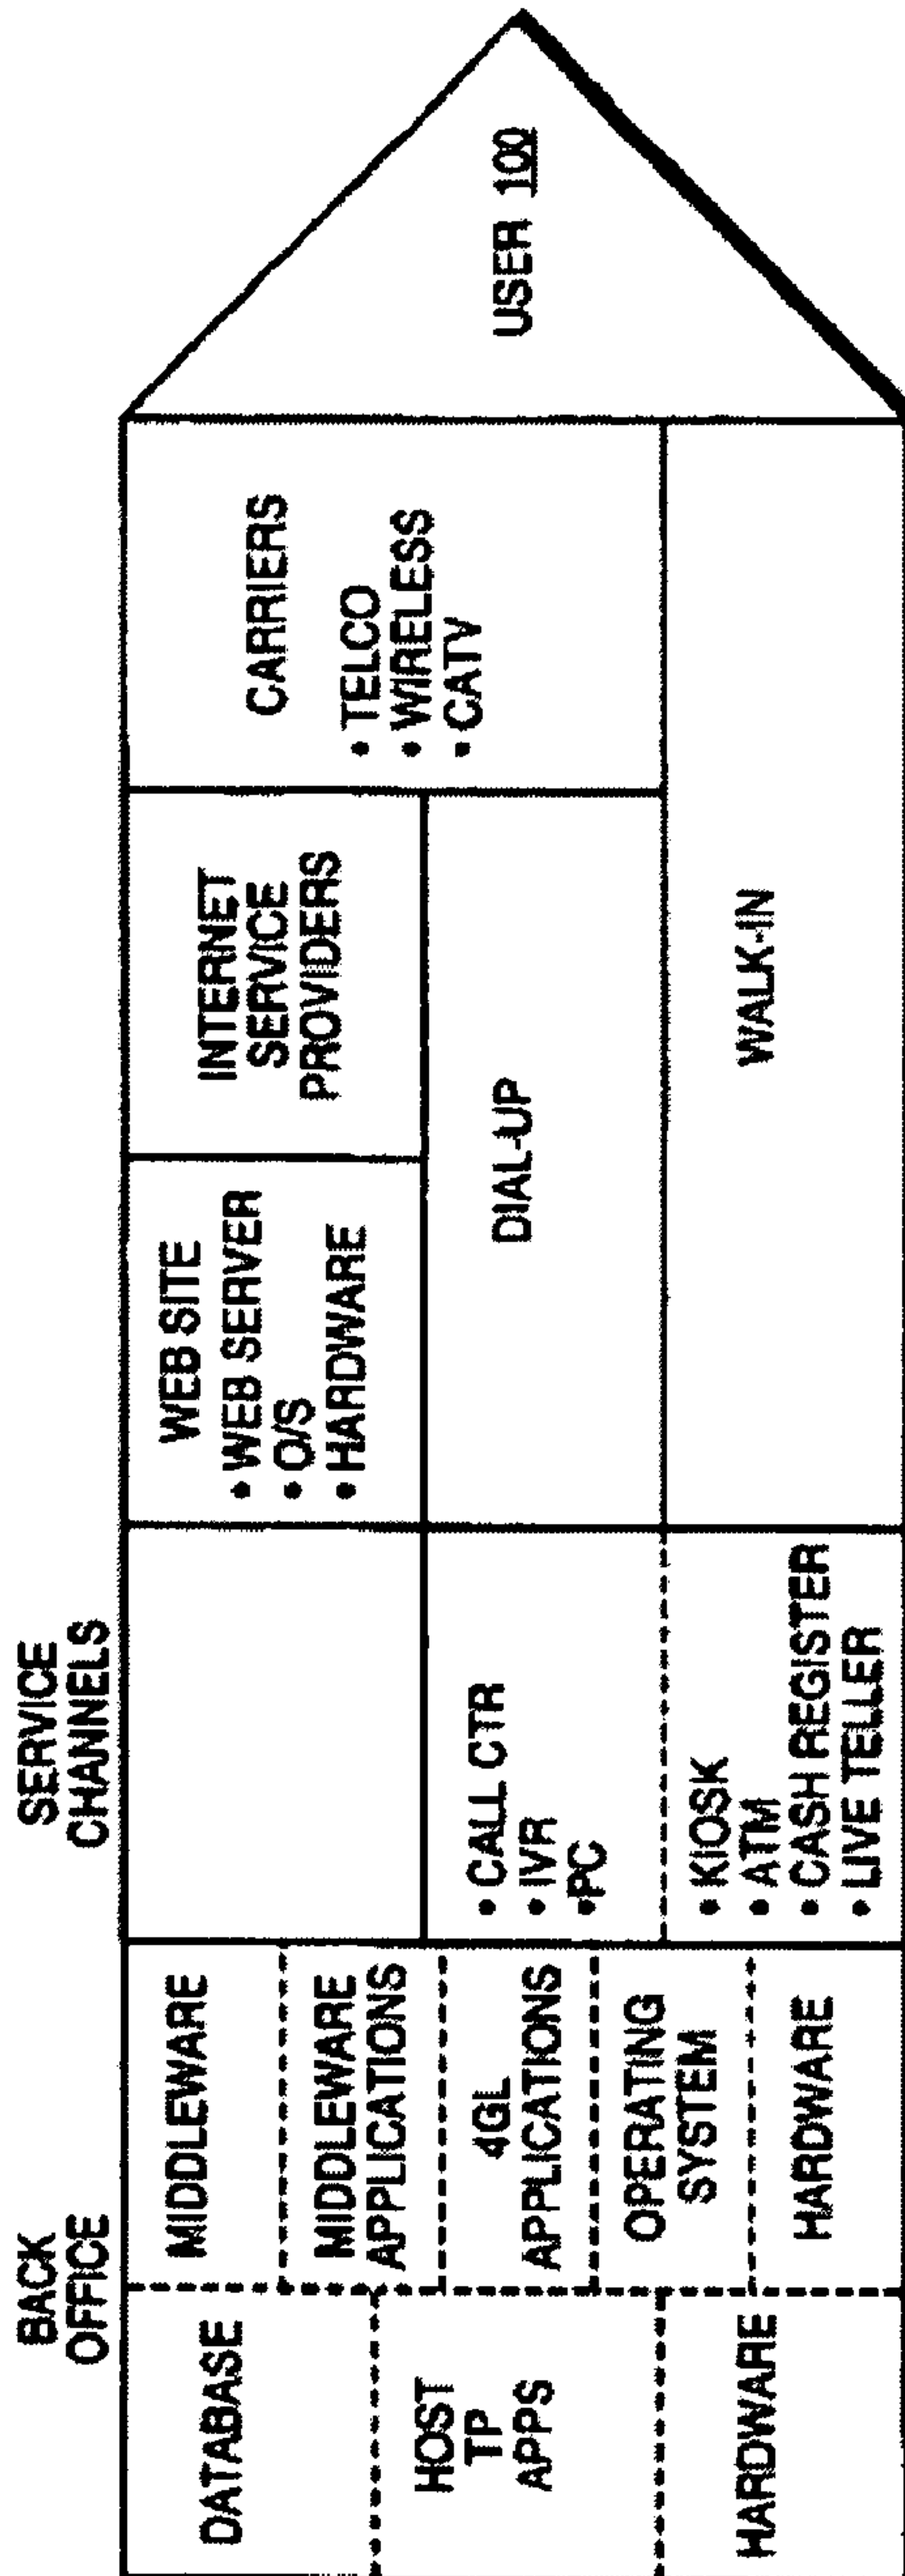 BACK
OFFICE
SERVICE
CHANNELS
DATABASE
HOST
TP
APPS
HARDWARE
MIDDLEWARE
MIDDLEWARE
APPLICATIONS
4GL
APPLICATIONS
OPERATING
SYSTEM
HARDWARE
• CALL CTR
• IVR
•PC
• KIOSK
• ATM
• CASH REGISTER
• LIVE TELLER
WEB SITE
• WEB SERVER
• O/S
• HARDWARE
INTERNET
SERVICE
PROVIDERS
DIAL-UP
WALK-IN
CARRIERS
• TELCO
• WIRELESS
• CATV
USER 100